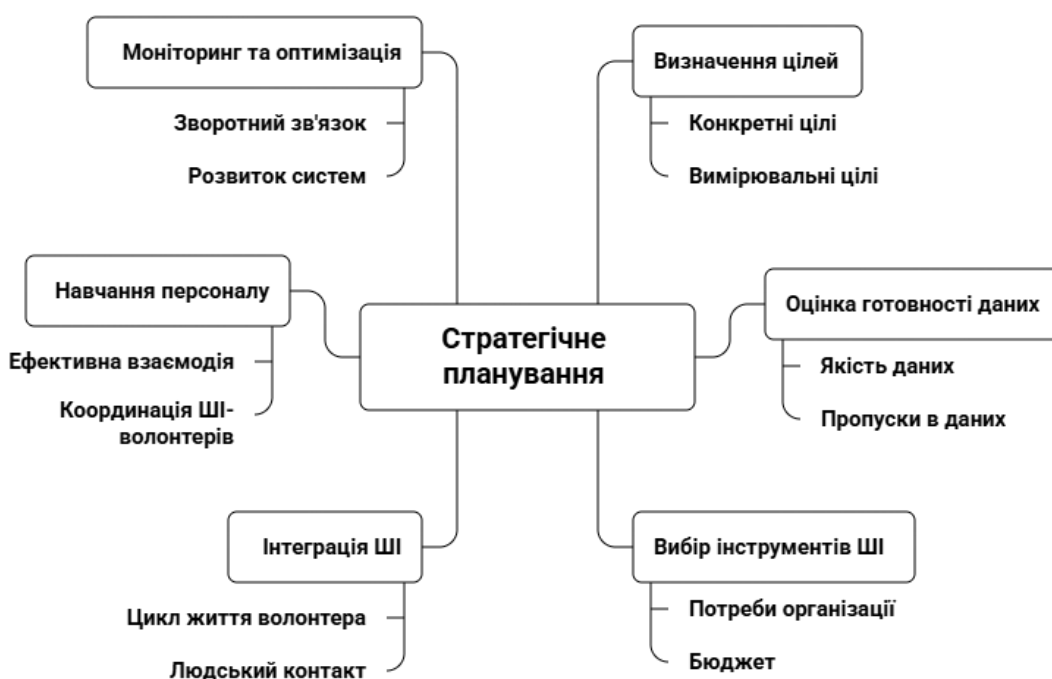 Моніторинг та оптимізація
Зворотний зв'язок
Розвиток систем
Визначення цілей
Конкретні цілі
Вимірювальні цілі
Навчання персоналу
Ефективна взаємодія
Координація ШІ-
волонтерів
Стратегічне
планування
Оцінка готовності даних
Якість даних
Пропуски в даних
Інтеграція ШІ
Цикл життя волонтера
Людський контакт
Вибір інструментів ШІ
Потреби організації
Бюджет